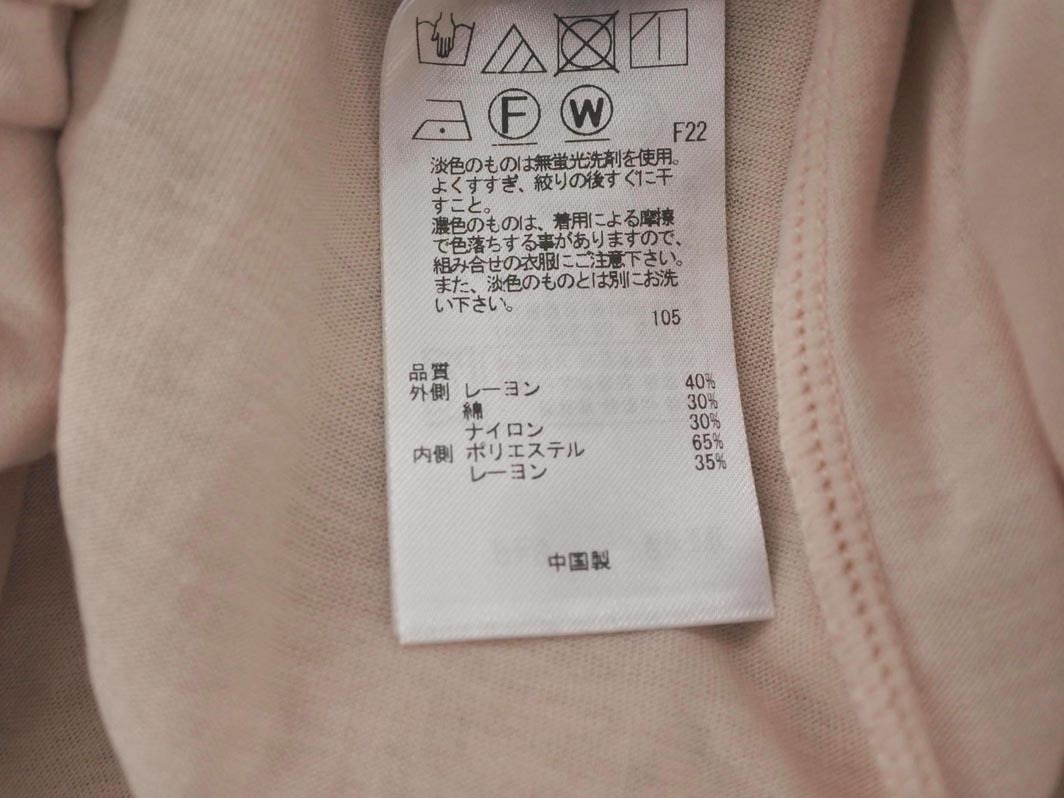 F W
F22
淡色のものは無蛍光洗剤を使用。
よくすすぎ、絞りの後すぐに干
すこと。
濃色のものは、着用による摩擦
で色落ちする事がありますので、
組み合せの衣服にご注意下さい。
また、淡色のものとは別にお洗
い下さい。
105
品質
外側 レーヨン 40%
綿 30%
ナイロン 30%
内側 ポリエステル 65%
レーヨン 35%
中国製